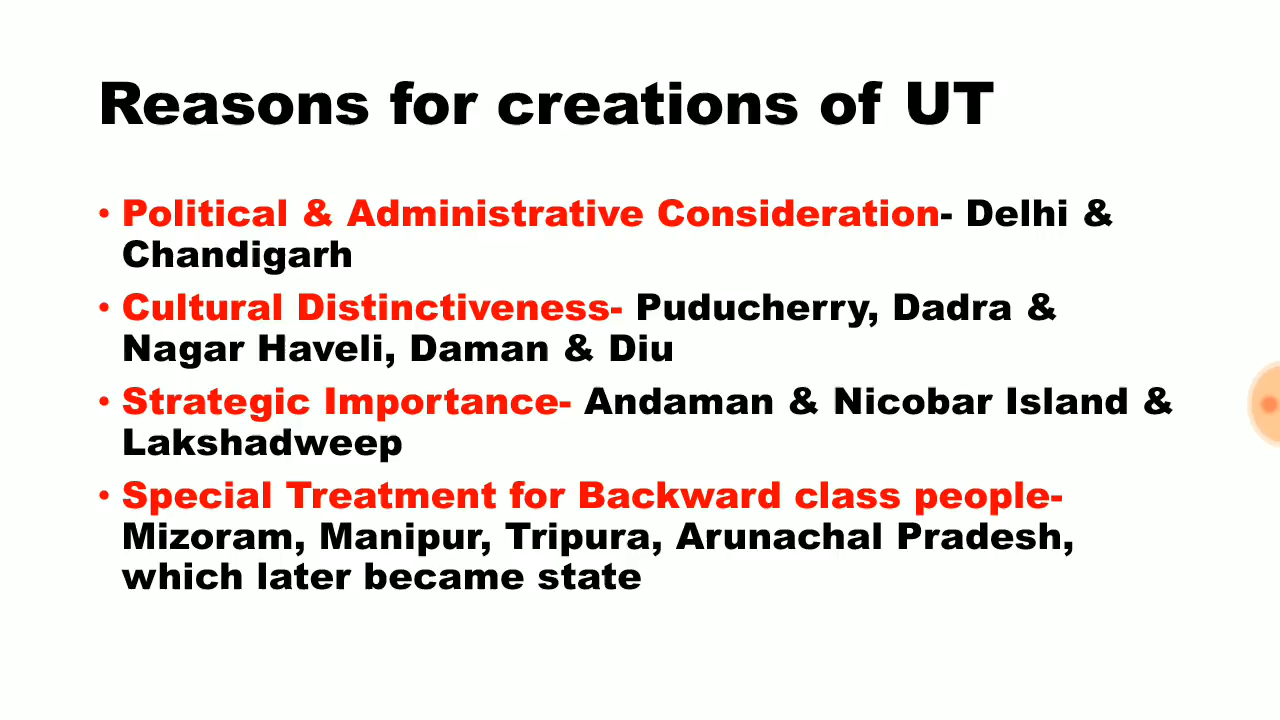 Reasons for creations of UT
• Political & Administrative Consideration- Delhi &
Chandigarh
• Cultural Distinctiveness- Puducherry, Dadra &
Nagar Haveli, Daman & Diu
• Strategic Importance- Andaman & Nicobar Island &
Lakshadweep
• Special Treatment for Backward class people-
Mizoram, Manipur, Tripura, Arunachal Pradesh,
which later became state